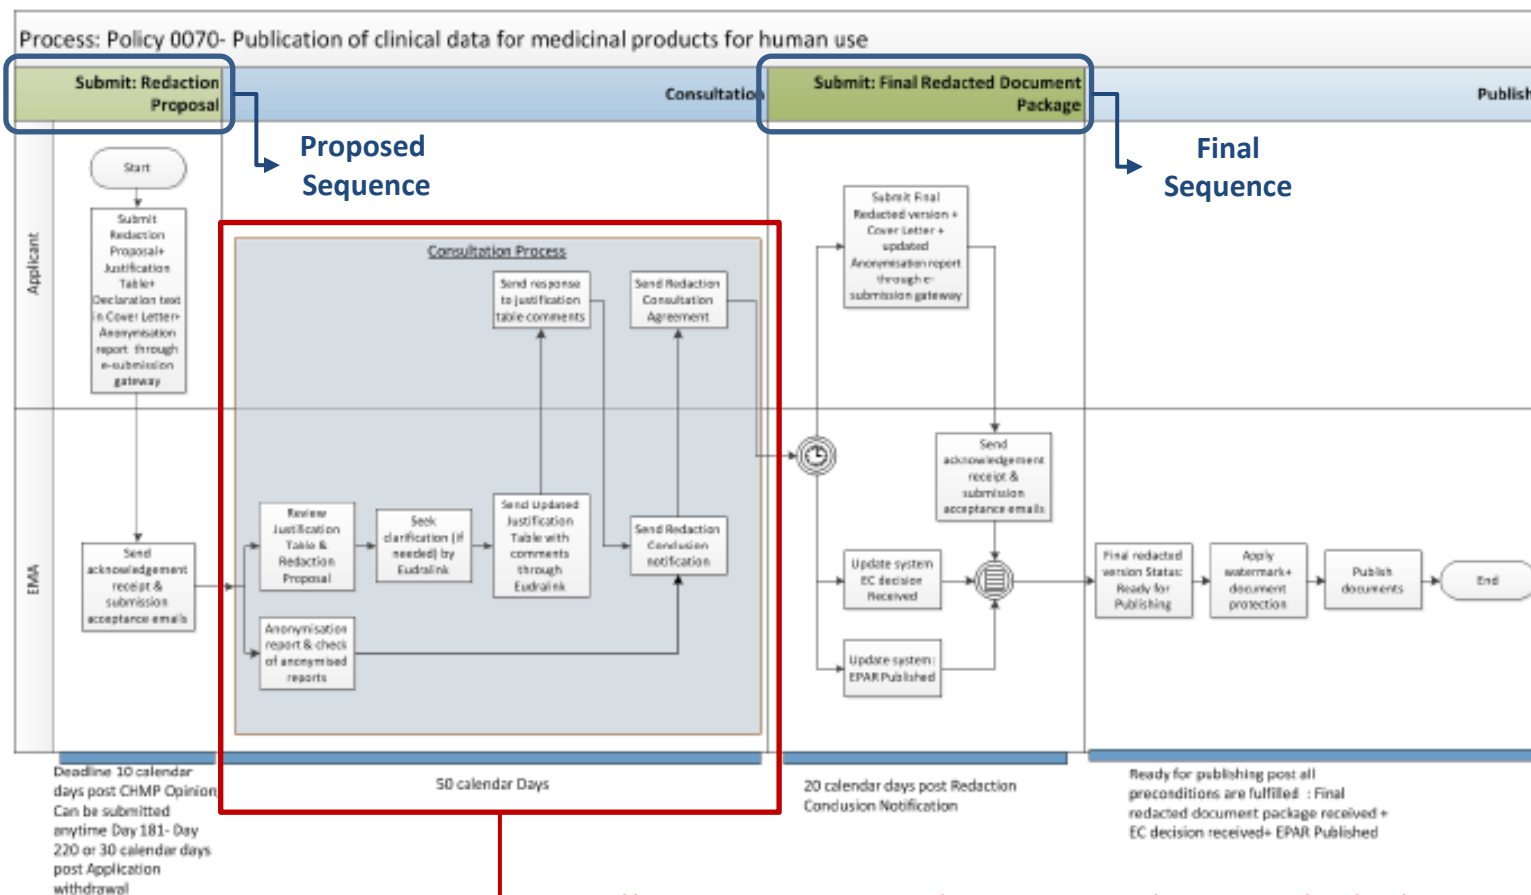 Process: Policy 0070- Publication of clinical data for medicinal products for human use
Submit: Redaction
Proposal
Consultation
Submit: Final Redacted Document
Package
Publish
Proposed
Sequence
Final
Sequence
Applicant
Start
Submit
Redaction
Proposal+
Justification
Table+
Declaration text
in Cover Letter+
Anonymisation
report through
e-submission
gateway
Consultation Process
Send response
to justification
table comments
Send Redaction
Consultation
Agreement
Submit Final
Redacted version +
Cover Letter +
updated
Anonymisation report
through e-
submission gateway
EMA
Send
acknowledgement
receipt &
submission
acceptance emails
Review
Justification
Table &
Redaction
Proposal
Seek
clarification (if
needed) by
Eudralink
Send Updated
Justification
Table with
comments
through
Eudralink
Send Redaction
Conclusion
notification
Anonymisation
report & check
of anonymised
reports
Send
acknowledgement
receipt &
submission
acceptance emails
Update system
EC decision
Received
Update system:
EPAR Published
Final redacted
version Status:
Ready for
Publishing
Apply
watermark+
document
protection
Publish
documents
End
Deadline 10 calendar
days post CHMP Opinion
Can be submitted
anytime Day 181- Day
220 or 30 calendar days
post Application
withdrawal
50 calendar Days
20 calendar days post Redaction
Conclusion Notification
Ready for publishing post all
preconditions are fulfilled : Final
redacted document package received +
EC decision received+ EPAR Published